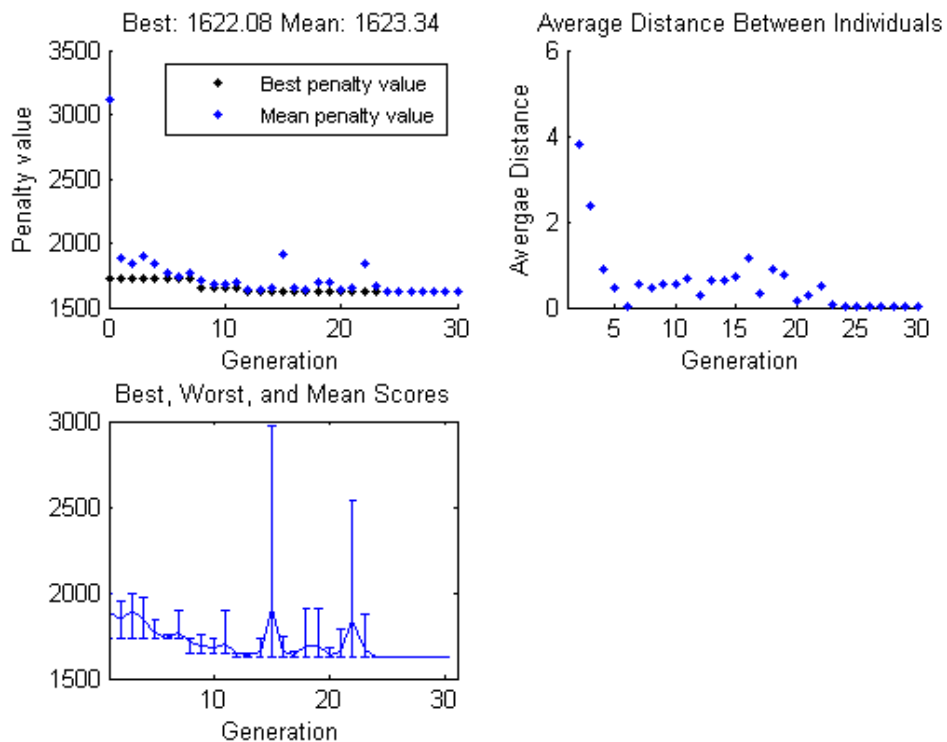 Best: 1622.08 Mean: 1623.34
3500
3000
2500
2000
1500
Penalty value
Best penalty value
Mean penalty value
0
10
20
30
Generation
Average Distance Between Individuals
6
4
2
0
Avergae Distance
5
10
15
20
25
30
Generation
Best, Worst, and Mean Scores
3000
2500
2000
1500
10
20
30
Generation